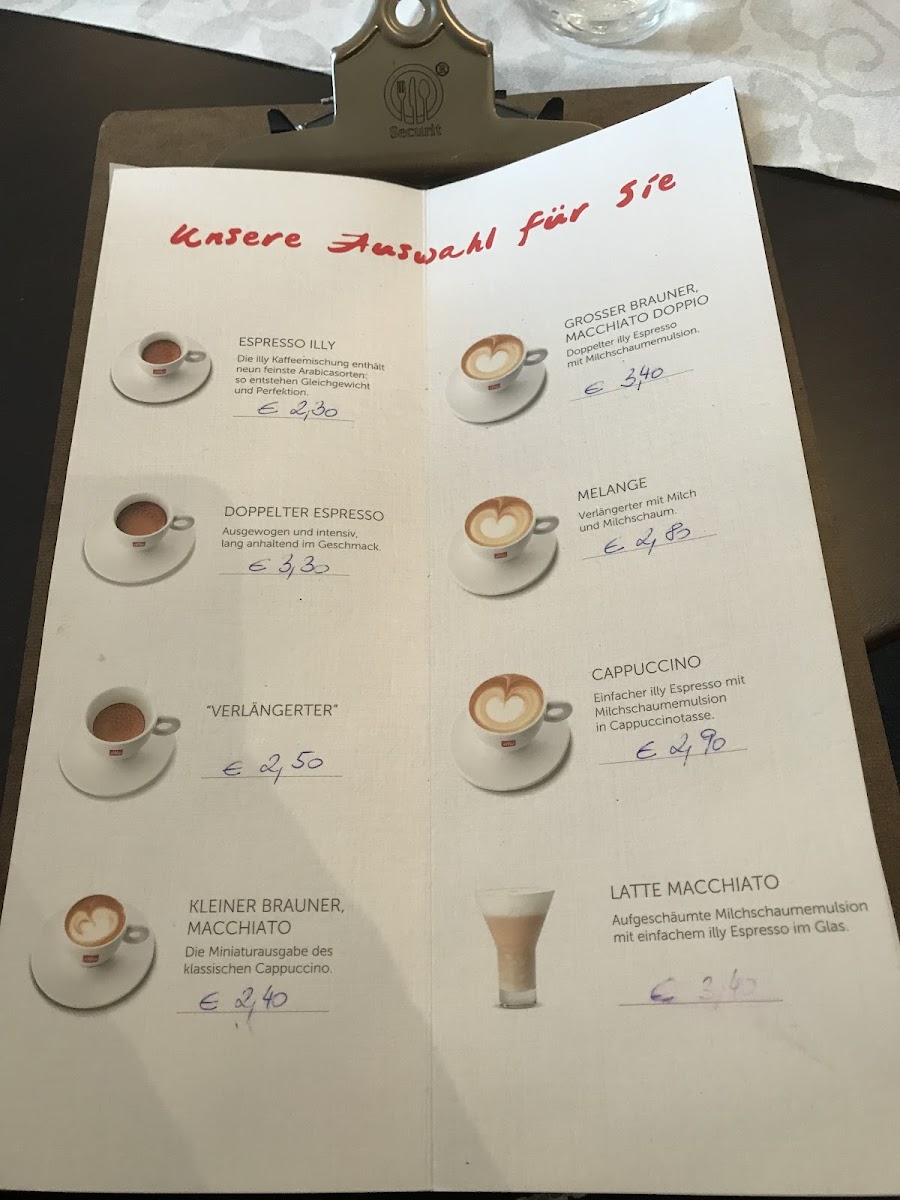 Securit
®
Unsere Auswahl für Sie
ESPRESSO ILLY
Die illy Kaffeemischung enthält
neun feinste Arabicasorten;
so entstehen Gleichgewicht
und Perfektion.
€ 2,30
DOPPELTER ESPRESSO
Ausgewogen und intensiv,
lang anhaltend im Geschmack.
€ 3,30
"VERLÄNGERTER"
€ 2,50
KLEINER BRAUNER,
MACCHIATO
Die Miniaturausgabe des
klassischen Cappuccino.
€ 2,40
GROSSER BRAUNER,
MACCHIATO DOPPIO
Doppelter illy Espresso
mit Milchschaumemulsion.
€ 3,40
MELANGE
Verlängerter mit Milch
und Milchschaum.
€ 2,80
CAPPUCCINO
Einfacher illy Espresso mit
Milchschaumemulsion
in Cappuccinotasse.
€ 2,90
LATTE MACCHIATO
Aufgeschäumte Milchschaumemulsion
mit einfachem illy Espresso im Glas.
€ 3,40